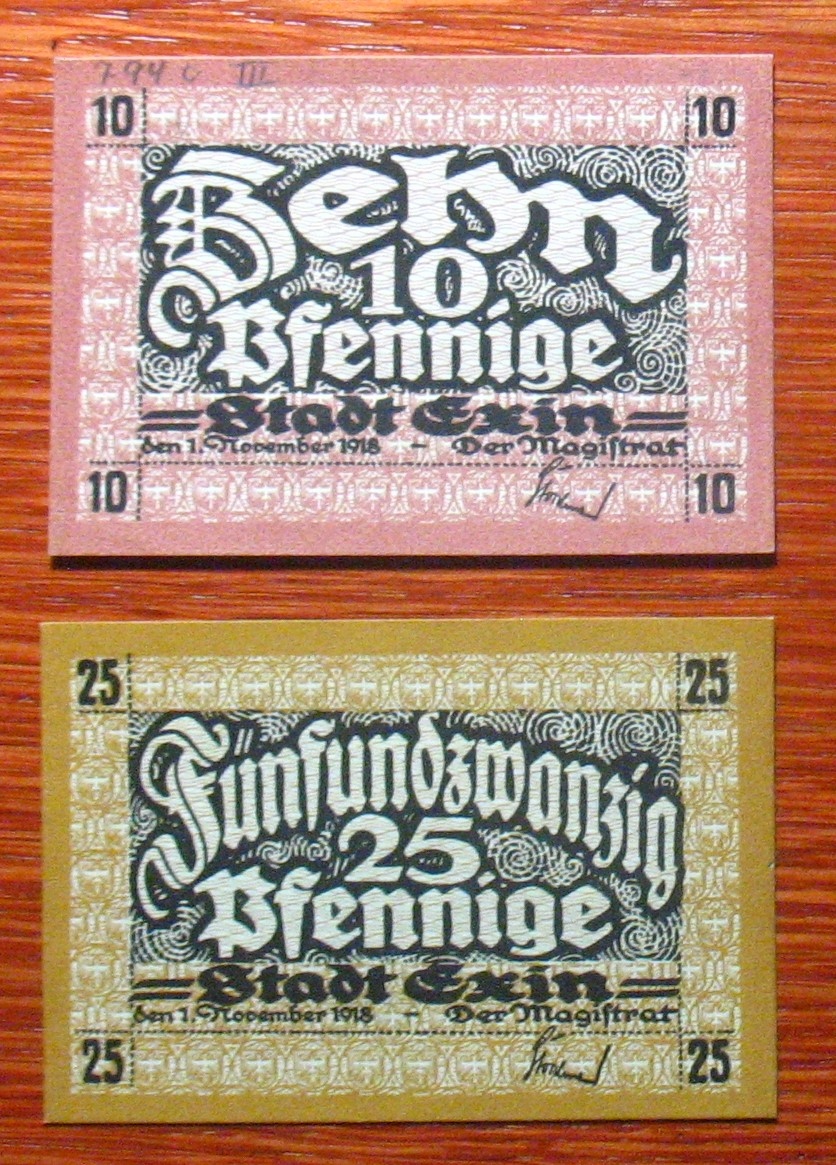 794 c III
10 10
Zehn
10
Pfennige
Stadt Exin
den 1. November 1918 - Der Magiſtrat
10 10
25 25
Fünfundzwanzig
25
Pfennige
Stadt Exin
den 1. November 1918 - Der Magiſtrat
25 25